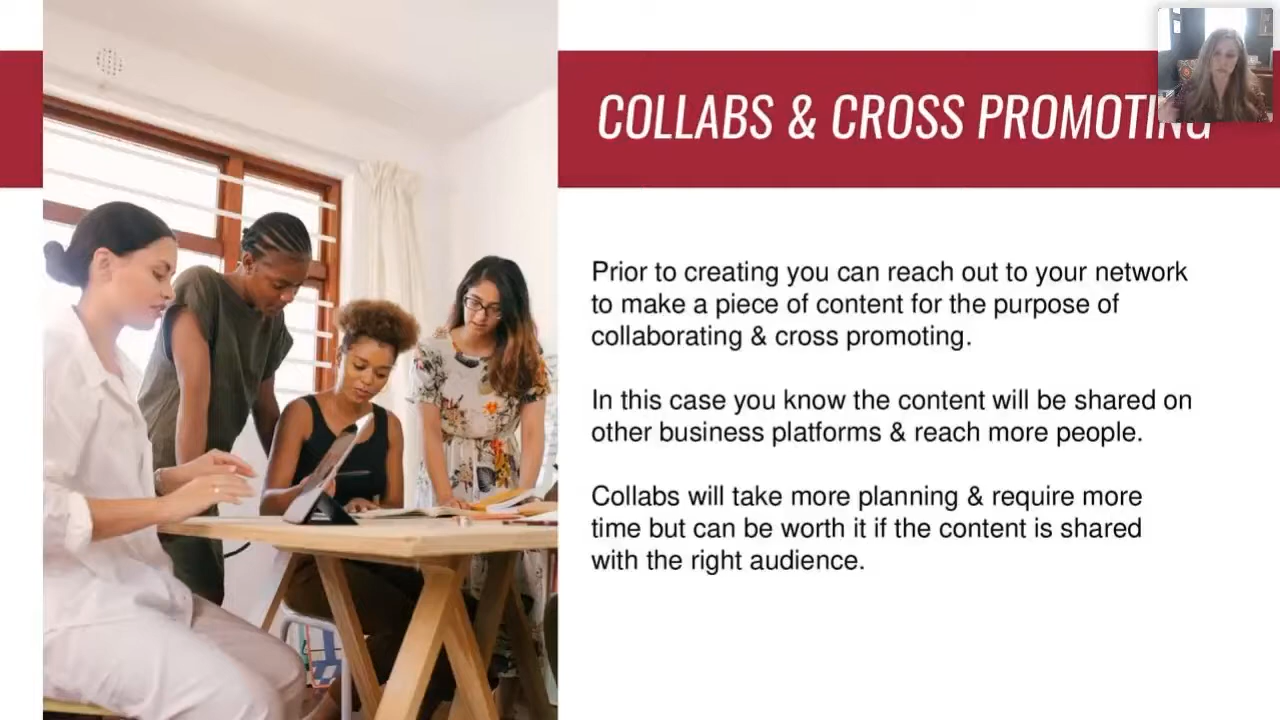 COLLABS & CROSS PROMOTING
Prior to creating you can reach out to your network
to make a piece of content for the purpose of
collaborating & cross promoting.
In this case you know the content will be shared on
other business platforms & reach more people.
Collabs will take more planning & require more
time but can be worth it if the content is shared
with the right audience.